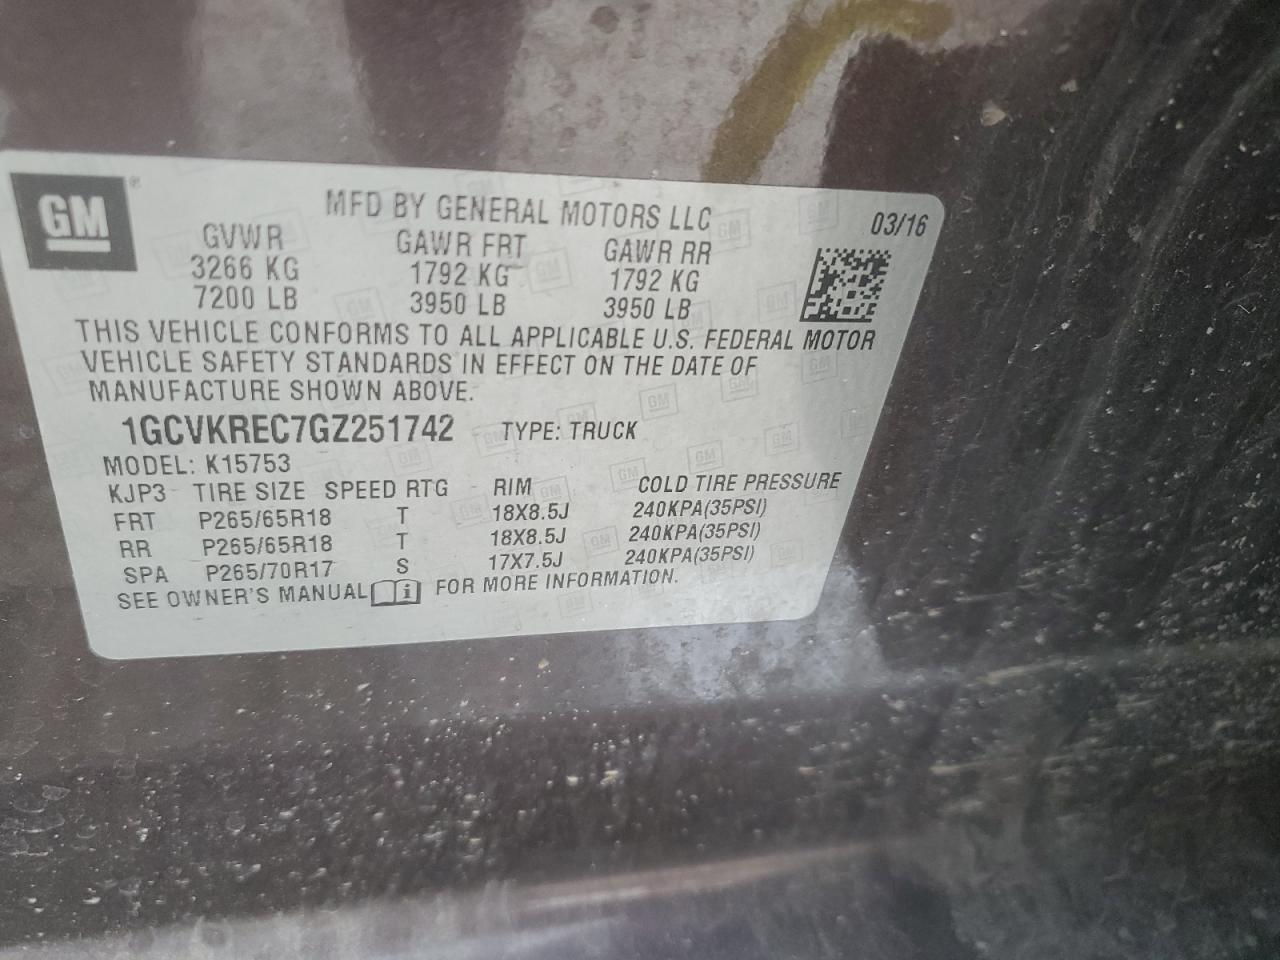 GM®
MFD BY GENERAL MOTORS LLC
03/16
GVWR GAWR FRT GAWR RR
3266 KG 1792 KG 1792 KG
7200 LB 3950 LB 3950 LB
THIS VEHICLE CONFORMS TO ALL APPLICABLE U.S. FEDERAL MOTOR
VEHICLE SAFETY STANDARDS IN EFFECT ON THE DATE OF
MANUFACTURE SHOWN ABOVE.
1GCVKREC7GZ251742 TYPE: TRUCK
MODEL: K15753
KJP3 TIRE SIZE SPEED RTG RIM COLD TIRE PRESSURE
FRT P265/65R18 T 18X8.5J 240KPA(35PSI)
RR P265/65R18 T 18X8.5J 240KPA(35PSI)
SPA P265/70R17 S 17X7.5J 240KPA(35PSI)
SEE OWNER'S MANUAL i FOR MORE INFORMATION.